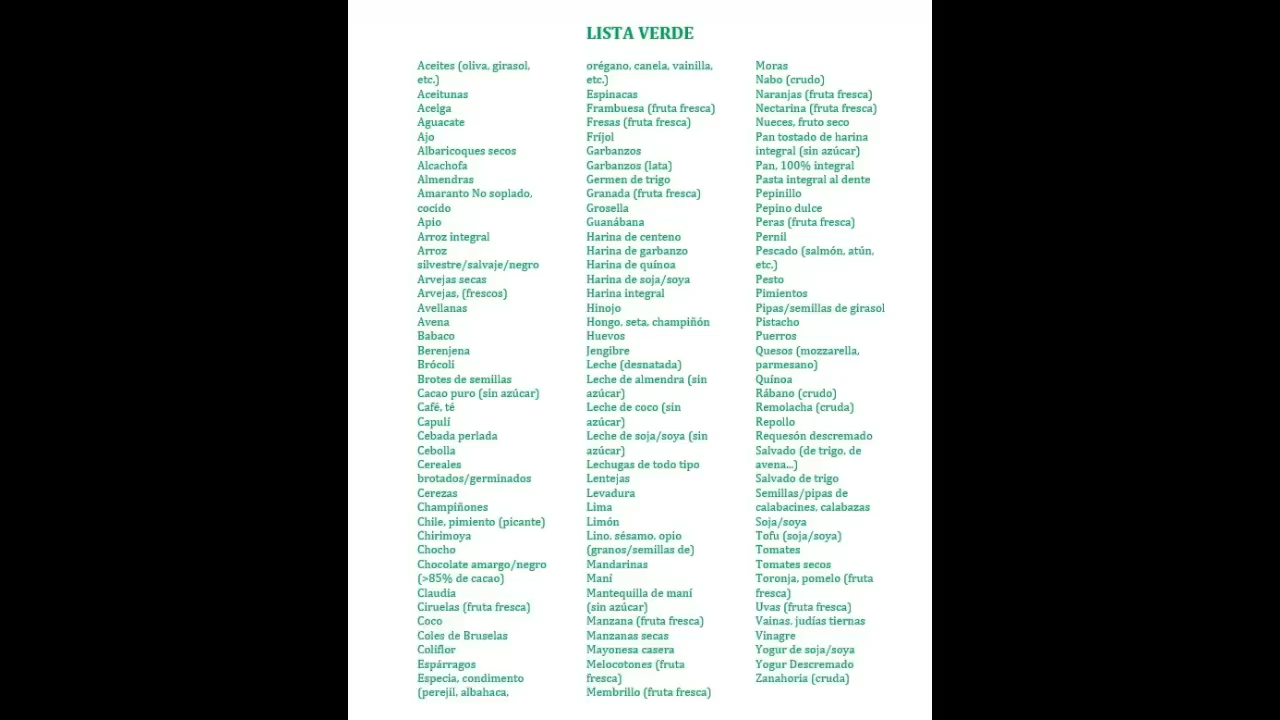 LISTA VERDE
Aceites (oliva, girasol,
etc.)
Aceitunas
Acelga
Aguacate
Ajo
Albaricoques secos
Alcachofa
Almendras
Amaranto No soplado,
cocido
Apio
Arroz integral
Arroz
silvestre/salvaje/negro
Arvejas secas
Arvejas, (frescos)
Avellanas
Avena
Babaco
Berenjena
Brócoli
Brotes de semillas
Cacao puro (sin azúcar)
Café, té
Capulí
Cebada perlada
Cebolla
Cereales
brotados/germinados
Cerezas
Champiñones
Chile, pimiento (picante)
Chirimoya
Chocho
Chocolate amargo/negro
(>85% de cacao)
Claudia
Ciruelas (fruta fresca)
Coco
Coles de Bruselas
Coliflor
Espárragos
Especia, condimento
(perejil, albahaca,
orégano, canela, vainilla,
etc.)
Espinacas
Frambuesa (fruta fresca)
Fresas (fruta fresca)
Fríjol
Garbanzos
Garbanzos (lata)
Germen de trigo
Granada (fruta fresca)
Grosella
Guanábana
Harina de centeno
Harina de garbanzo
Harina de quínoa
Harina de soja/soya
Harina integral
Hinojo
Hongo, seta, champiñón
Huevos
Jengibre
Leche (desnatada)
Leche de almendra (sin
azúcar)
Leche de coco (sin
azúcar)
Leche de soja/soya (sin
azúcar)
Lechugas de todo tipo
Lentejas
Levadura
Lima
Limón
Lino, sésamo, opio
(granos/semillas de)
Mandarinas
Maní
Mantequilla de maní
(sin azúcar)
Manzana (fruta fresca)
Manzanas secas
Mayonesa casera
Melocotones (fruta
fresca)
Membrillo (fruta fresca)
Moras
Nabo (crudo)
Naranjas (fruta fresca)
Nectarina (fruta fresca)
Nueces, fruto seco
Pan tostado de harina
integral (sin azúcar)
Pan, 100% integral
Pasta integral al dente
Pepinillo
Pepino dulce
Peras (fruta fresca)
Pernil
Pescado (salmón, atún,
etc.)
Pesto
Pimientos
Pipas/semillas de girasol
Pistacho
Puerros
Quesos (mozzarella,
parmesano)
Quínoa
Rábano (crudo)
Remolacha (cruda)
Repollo
Requesón descremado
Salvado (de trigo, de
avena...)
Salvado de trigo
Semillas/pipas de
calabacines, calabazas
Soja/soya
Tofu (soja/soya)
Tomates
Tomates secos
Toronja, pomelo (fruta
fresca)
Uvas (fruta fresca)
Vainas, judías tiernas
Vinagre
Yogur de soja/soya
Yogur Descremado
Zanahoria (cruda)